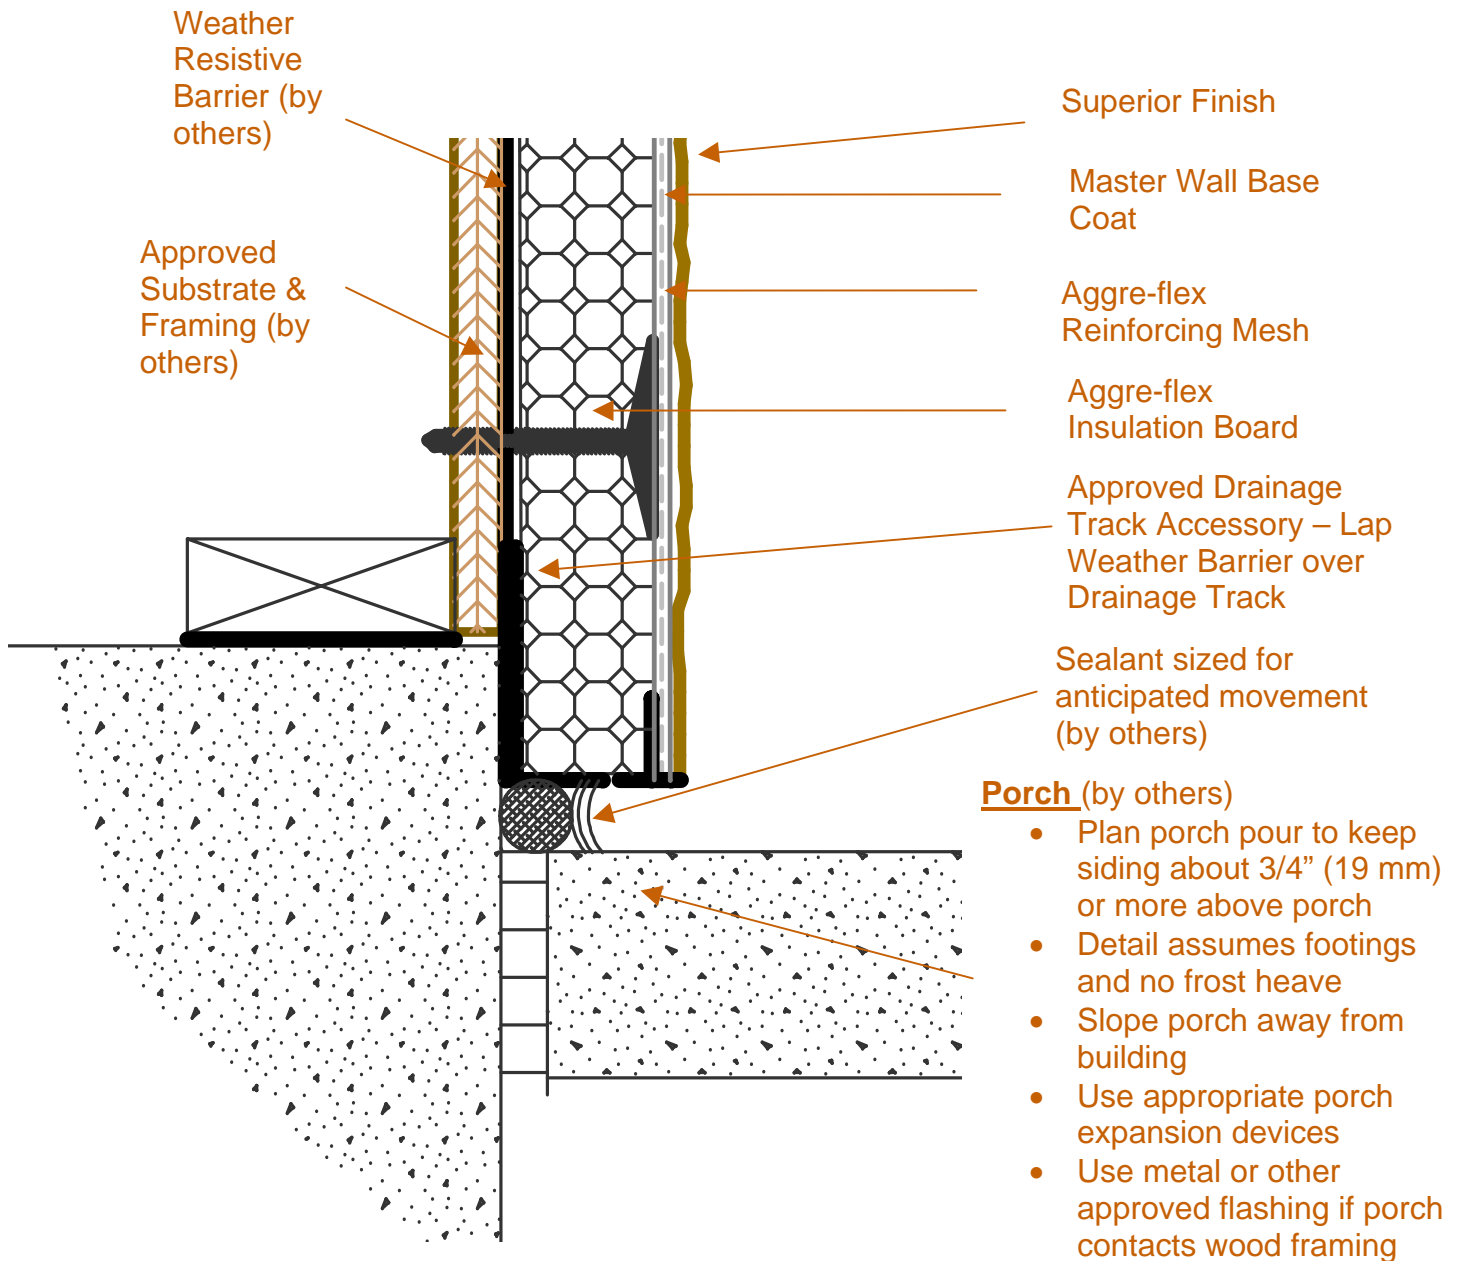 Weather
Resistive
Barrier (by
others)
Approved
Substrate &
Framing (by
others)
Superior Finish
Master Wall Base
Coat
Aggre-flex
Reinforcing Mesh
Aggre-flex
Insulation Board
Approved Drainage
Track Accessory – Lap
Weather Barrier over
Drainage Track
Sealant sized for
anticipated movement
(by others)
Porch (by others)
• Plan porch pour to keep
siding about 3/4” (19 mm)
or more above porch
• Detail assumes footings
and no frost heave
• Slope porch away from
building
• Use appropriate porch
expansion devices
• Use metal or other
approved flashing if porch
contacts wood framing